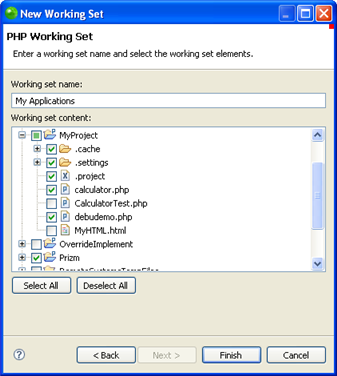 New Working Set
PHP Working Set
Enter a working set name and select the working set elements.
Working set name:
My Applications
Working set content:
MyProject
.cache
.settings
.project
calculator.php
CalculatorTest.php
debudemo.php
MyHTML.html
OverrideImplement
Prizm
RemoteSystemsTempFiles
Select All
Deselect All
< Back
Next >
Finish
Cancel